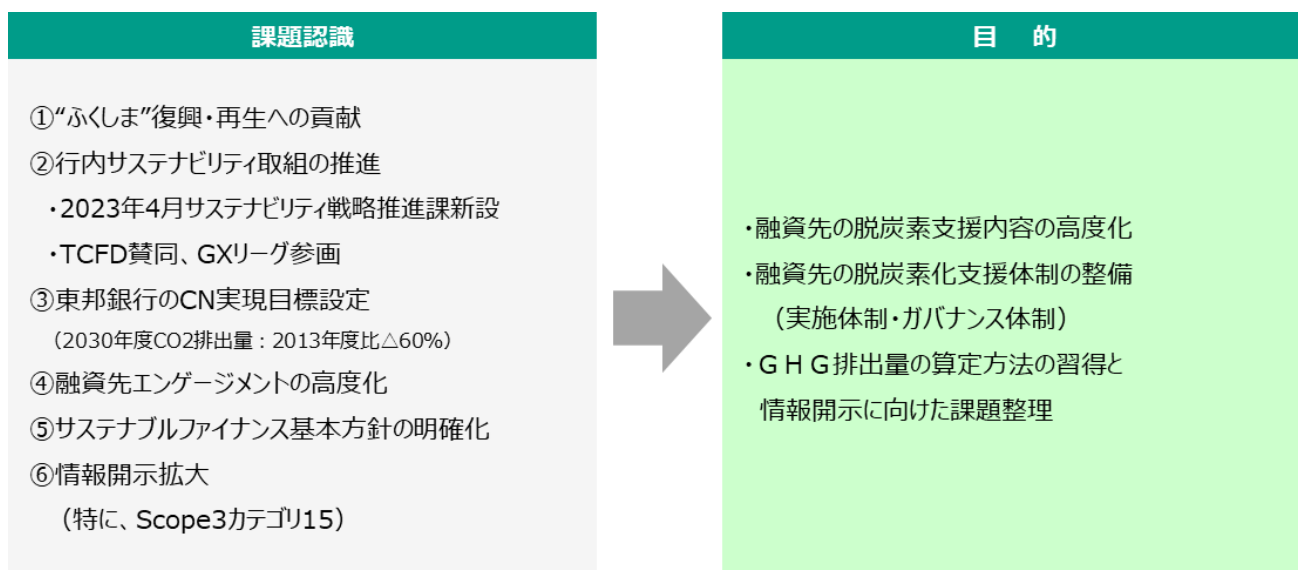 課題認識
①“ふくしま”復興・再生への貢献
②行内サステナビリティ取組の推進
・2023年4月サステナビリティ戦略推進課新設
・TCFD賛同、GXリーグ参画
③東邦銀行のCN実現目標設定
（2030年度CO2排出量：2013年度比△60%）
④融資先エンゲージメントの高度化
⑤サステナブルファイナンス基本方針の明確化
⑥情報開示拡大
（特に、Scope3カテゴリ15）
目　的
・融資先の脱炭素支援内容の高度化
・融資先の脱炭素化支援体制の整備
（実施体制・ガバナンス体制）
・ＧＨＧ排出量の算定方法の習得と
情報開示に向けた課題整理